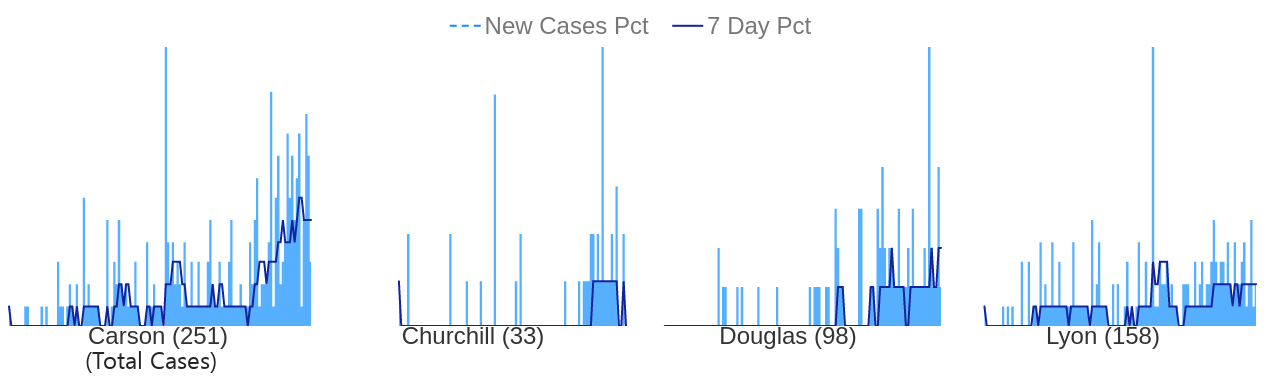 New Cases Pct 7 Day Pct
Carson (251) Churchill (33) Douglas (98) Lyon (158)
(Total Cases)